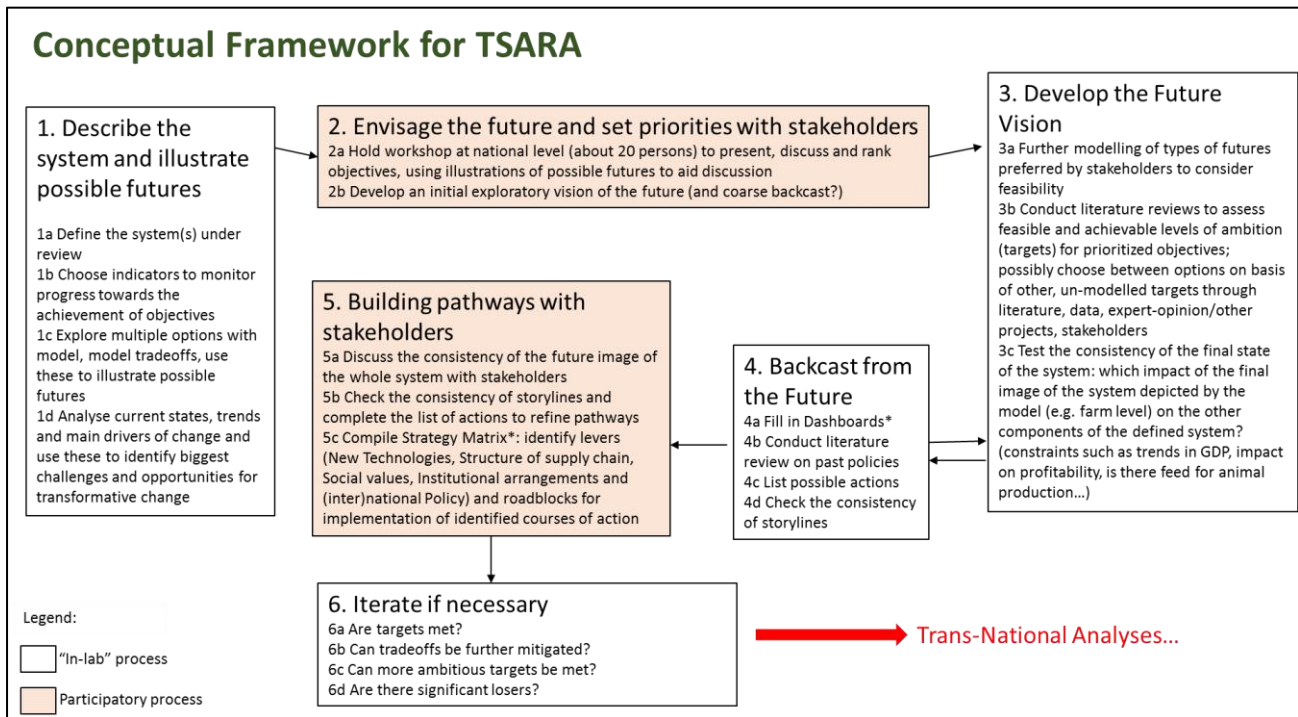 Conceptual Framework for TSARA
1. Describe the
system and illustrate
possible futures
1a Define the system(s) under
review
1b Choose indicators to monitor
progress towards the
achievement of objectives
1c Explore multiple options with
model, model tradeoffs, use
these to illustrate possible
futures
1d Analyse current states, trends
and main drivers of change and
use these to identify biggest
challenges and opportunities for
transformative change
2. Envisage the future and set priorities with stakeholders
2a Hold workshop at national level (about 20 persons) to present, discuss and rank
objectives, using illustrations of possible futures to aid discussion
2b Develop an initial exploratory vision of the future (and coarse backcast?)
3. Develop the Future
Vision
3a Further modelling of types of futures
preferred by stakeholders to consider
feasibility
3b Conduct literature reviews to assess
feasible and achievable levels of ambition
(targets) for prioritized objectives;
possibly choose between options on basis
of other, un-modelled targets through
literature, data, expert-opinion/other
projects, stakeholders
3c Test the consistency of the final state
of the system: which impact of the final
image of the system depicted by the
model (e.g. farm level) on the other
components of the defined system?
(constraints such as trends in GDP, impact
on profitability, is there feed for animal
production…)
4. Backcast from
the Future
4a Fill in Dashboards*
4b Conduct literature
review on past policies
4c List possible actions
4d Check the consistency
of storylines
5. Building pathways with
stakeholders
5a Discuss the consistency of the future image of
the whole system with stakeholders
5b Check the consistency of storylines and
complete the list of actions to refine pathways
5c Compile Strategy Matrix*: identify levers
(New Technologies, Structure of supply chain,
Social values, Institutional arrangements and
(inter)national Policy) and roadblocks for
implementation of identified courses of action
6. Iterate if necessary
6a Are targets met?
6b Can tradeoffs be further mitigated?
6c Can more ambitious targets be met?
6d Are there significant losers?
Trans-National Analyses…
Legend:
"In-lab" process
Participatory process